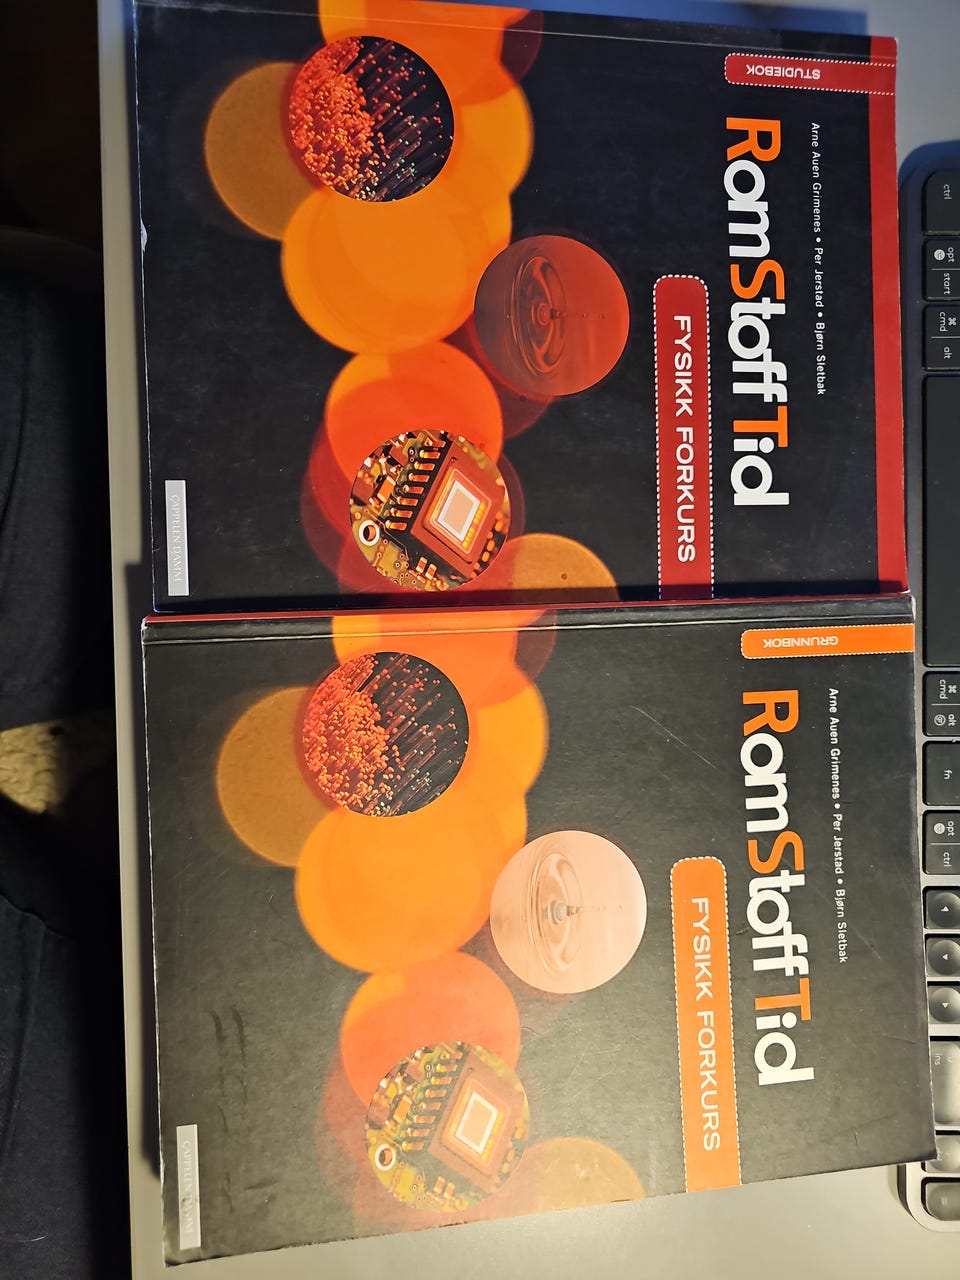 STUDIEBOK
Arne Auen Grimenes • Per Jerstad • Bjørn Sletbak
RomStoffTid
FYSIKK FORKURS
CAPPELEN DAMM
GRUNNBOK
Arne Auen Grimenes • Per Jerstad • Bjørn Sletbak
RomStoffTid
FYSIKK FORKURS
CAPPELEN DAMM
ctrl
opt
start
cmd
alt
cmd
alt
fn
opt
ctrl
ins